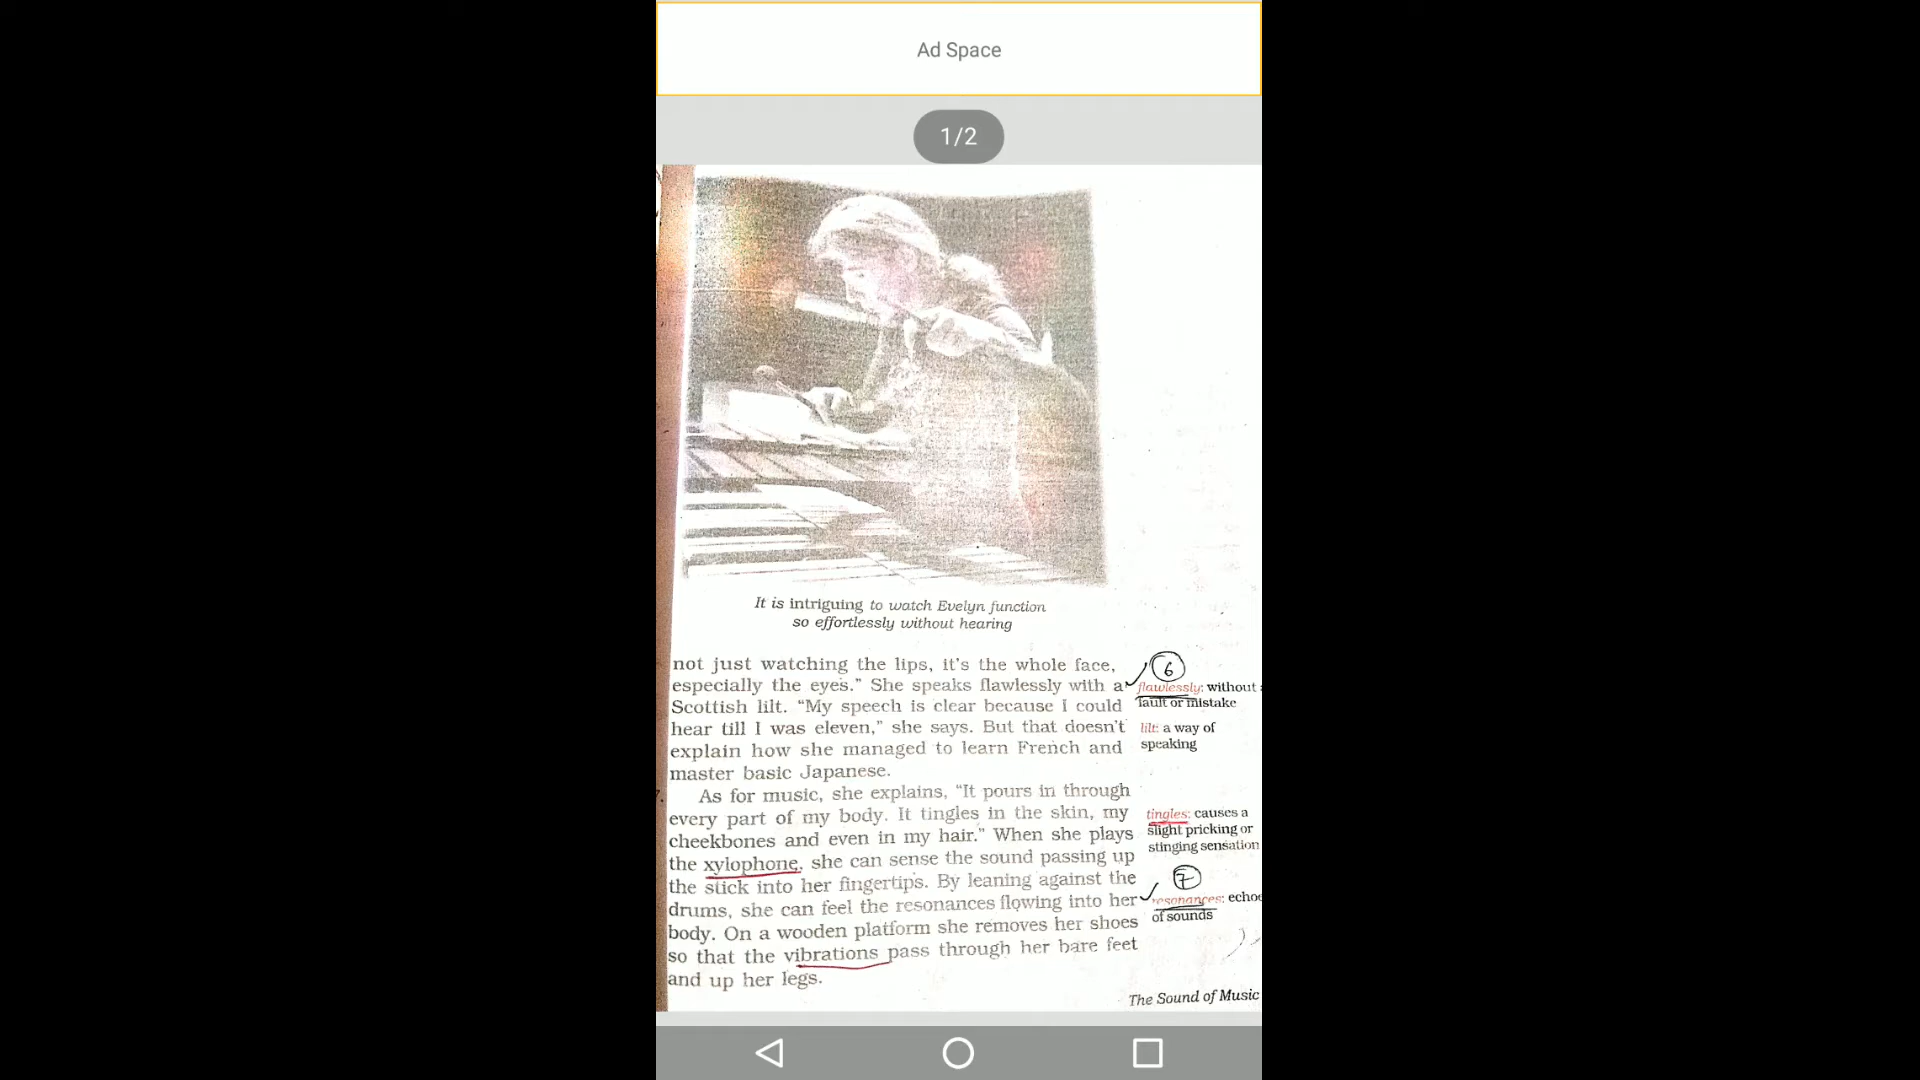 Ad Space
1/2
It is intriguing to watch Evelyn function
so effortlessly without hearing
not just watching the lips, it's the whole face,
especially the eyes.” She speaks flawlessly with a
Scottish lilt. “My speech is clear because I could
hear till I was eleven,” she says. But that doesn't
explain how she managed to learn French and
master basic Japanese.
As for music, she explains, “It pours in through
every part of my body. It tingles in the skin, my
cheekbones and even in my hair.” When she plays
the xylophone, she can sense the sound passing up
the stick into her fingertips. By leaning against the
drums, she can feel the resonances flowing into her
body. On a wooden platform she removes her shoes
so that the vibrations pass through her bare feet
and up her legs.
6
flawlessly: without
fault or mistake
lilt: a way of
speaking
tingles: causes a
slight pricking or
stinging sensation
7
resonances: echoe
of sounds
The Sound of Music